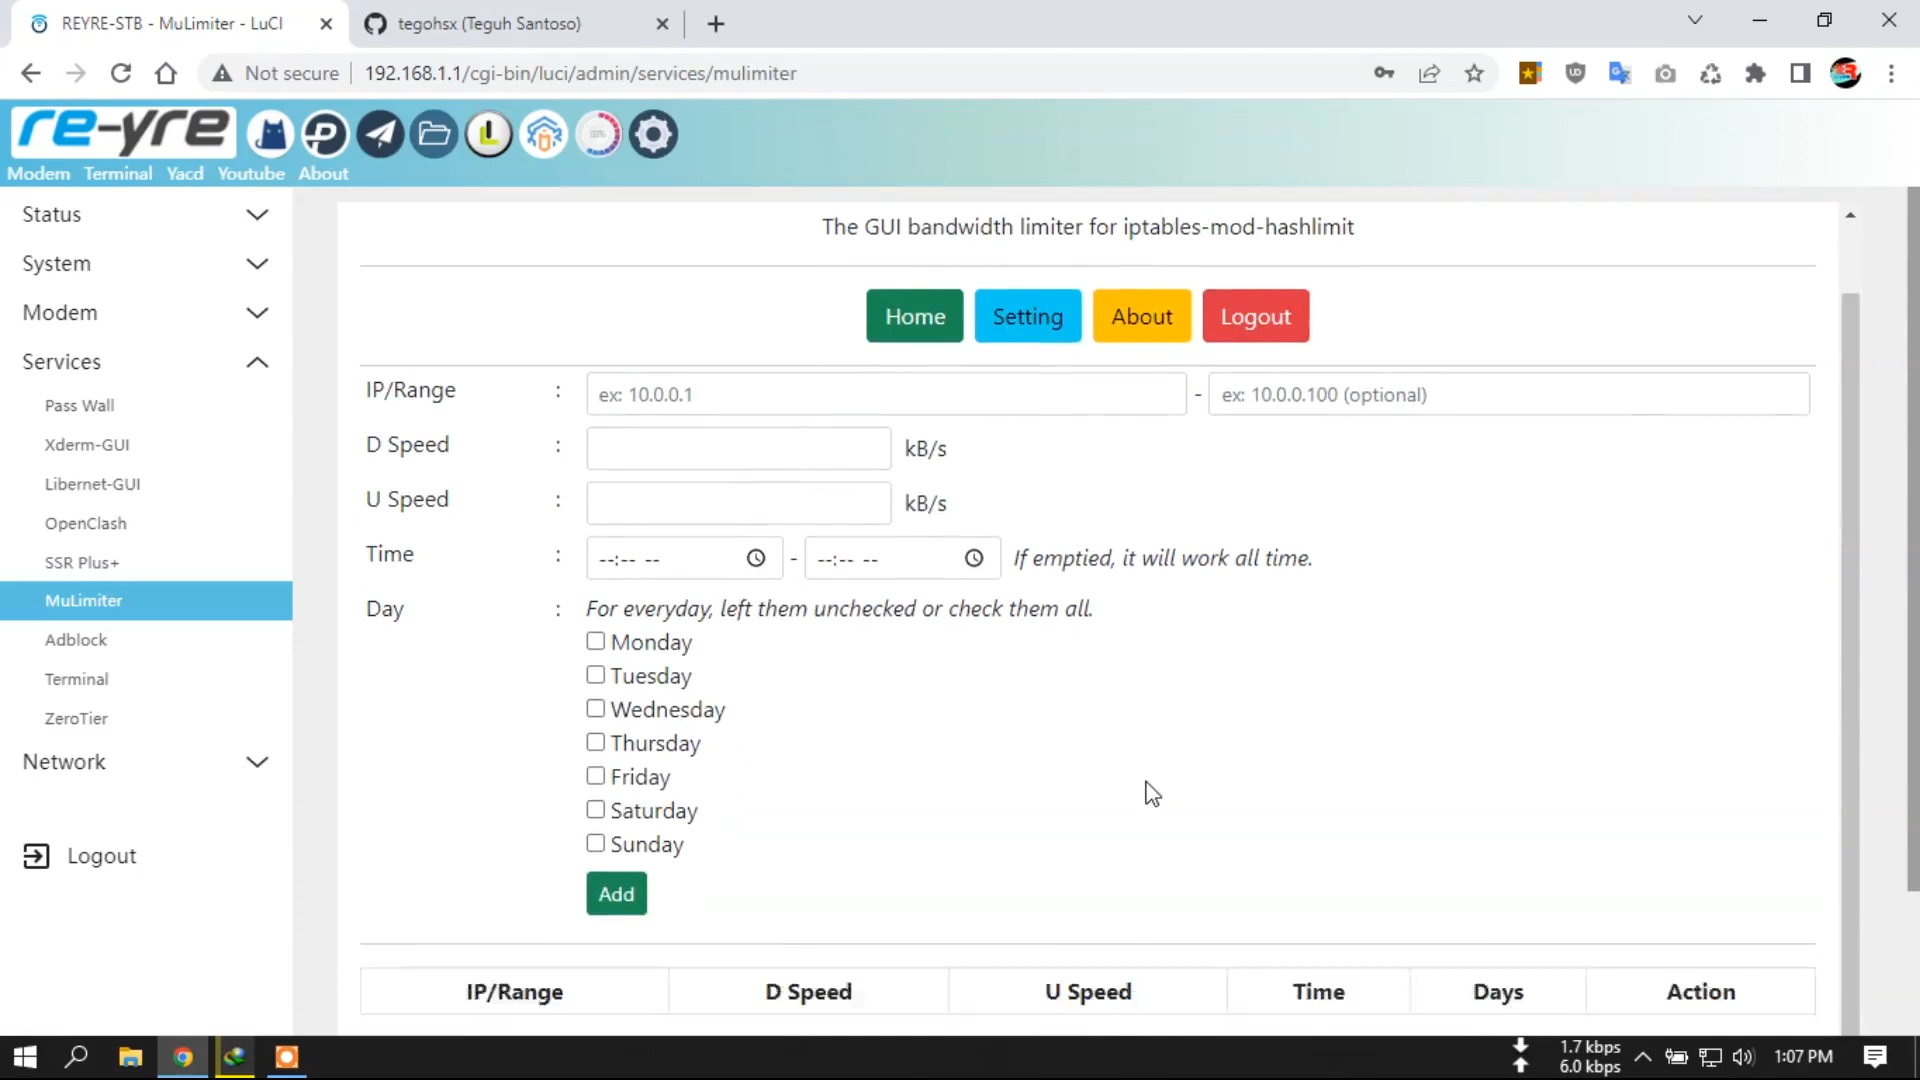 REYRE-STB - MuLimiter - LuCI
tegohsx (Teguh Santoso)
Not secure
192.168.1.1/cgi-bin/luci/admin/services/mulimiter
re-yre
Modem Terminal Yacd Youtube About
Status
System
Modem
Services
Pass Wall
Xderm-GUI
Libernet-GUI
OpenClash
SSR Plus+
MuLimiter
Adblock
Terminal
ZeroTier
Network
Logout
The GUI bandwidth limiter for iptables-mod-hashlimit
Home Setting About Logout
IP/Range : ex: 10.0.0.1 - ex: 10.0.0.100 (optional)
D Speed : kB/s
U Speed : kB/s
Time : --:-- -- - --:-- -- If emptied, it will work all time.
Day : For everyday, left them unchecked or check them all.
Monday
Tuesday
Wednesday
Thursday
Friday
Saturday
Sunday
Add
IP/Range D Speed U Speed Time Days Action
1.7 kbps
6.0 kbps
1:07 PM